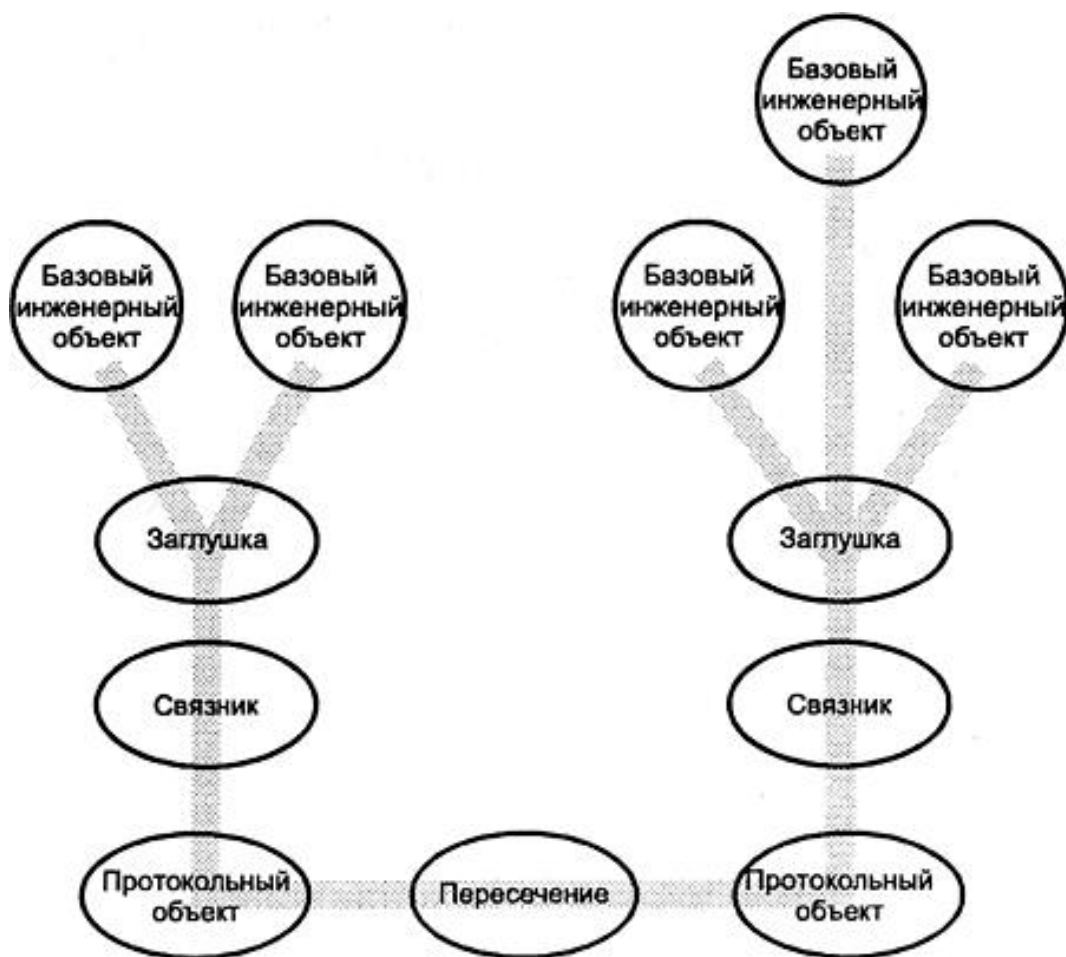 Базовый
инженерный
объект
Базовый
инженерный
объект
Базовый
инженерный
объект
Базовый
инженерный
объект
Базовый
инженерный
объект
Заглушка
Заглушка
Связник
Связник
Протокольный
объект
Пересечение
Протокольный
объект